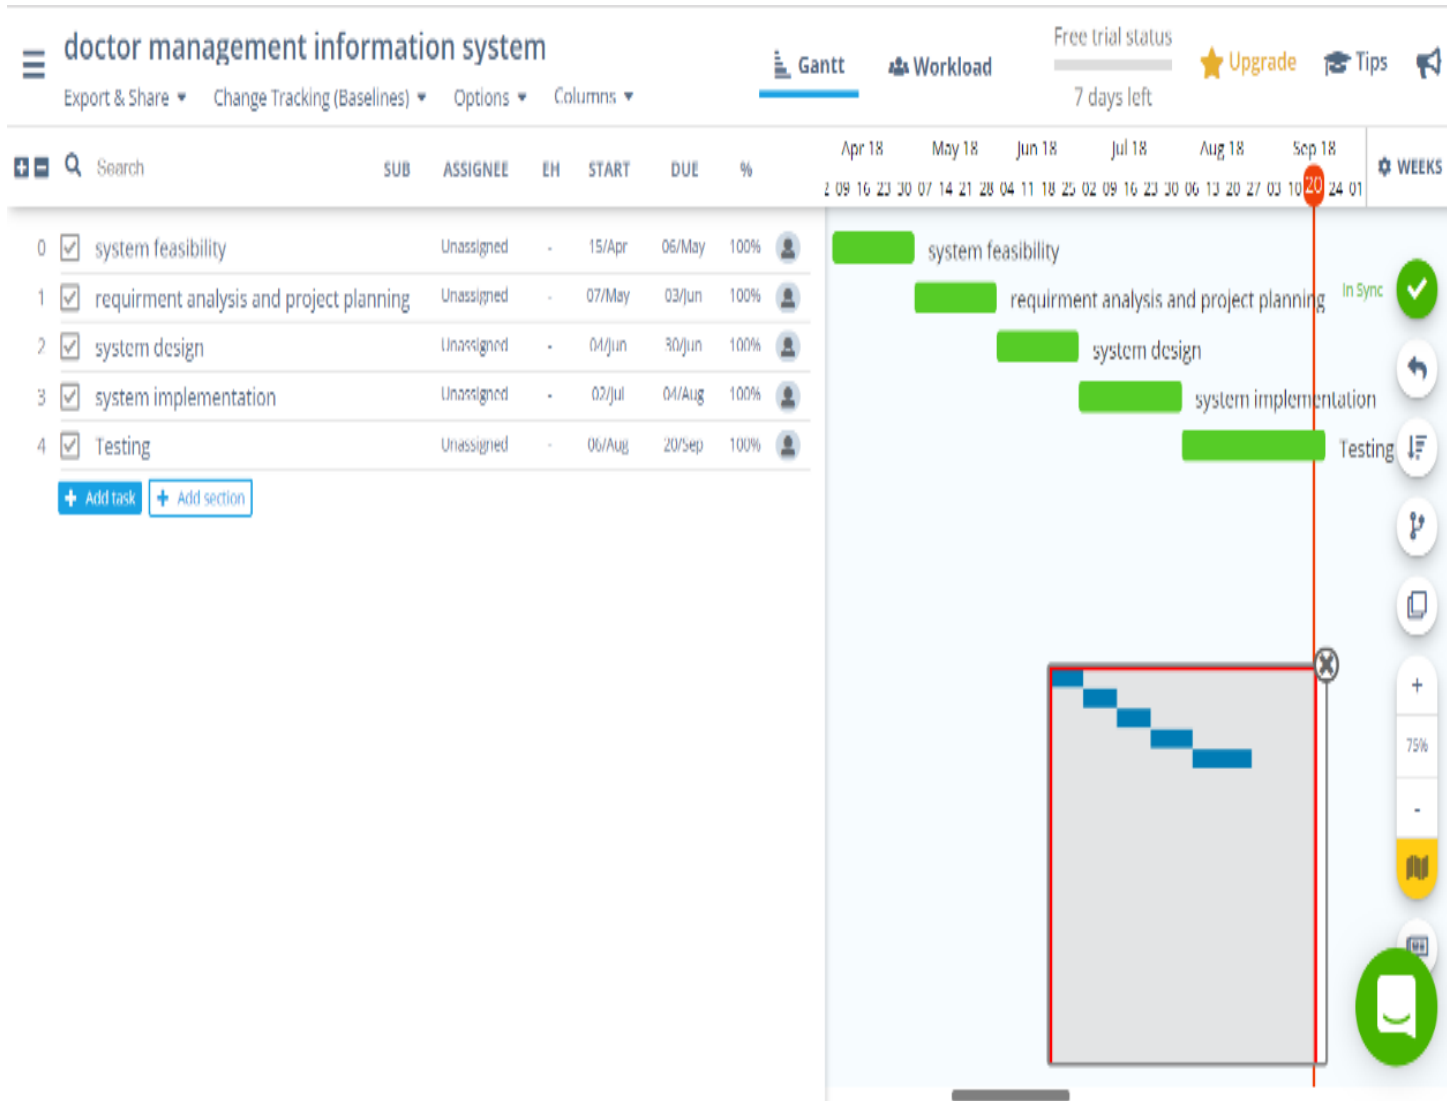 doctor management information system
Export & Share Change Tracking (Baselines) Options Columns
Gantt Workload
Free trial status
7 days left
Upgrade Tips
Search SUB ASSIGNEE EH START DUE %
Apr 18 May 18 Jun 18 Jul 18 Aug 18 Sep 18
2 09 16 23 30 07 14 21 28 04 11 18 25 02 09 16 23 30 06 13 20 27 03 10 20 24 01
WEEKS
0 system feasibility Unassigned - 15/Apr 06/May 100%
1 requirment analysis and project planning Unassigned - 07/May 03/Jun 100%
2 system design Unassigned - 04/Jun 30/Jun 100%
3 system implementation Unassigned - 02/Jul 04/Aug 100%
4 Testing Unassigned - 06/Aug 20/Sep 100%
+ Add task + Add section
system feasibility
requirment analysis and project planning
In Sync
system design
system implementation
Testing
+
75%
-